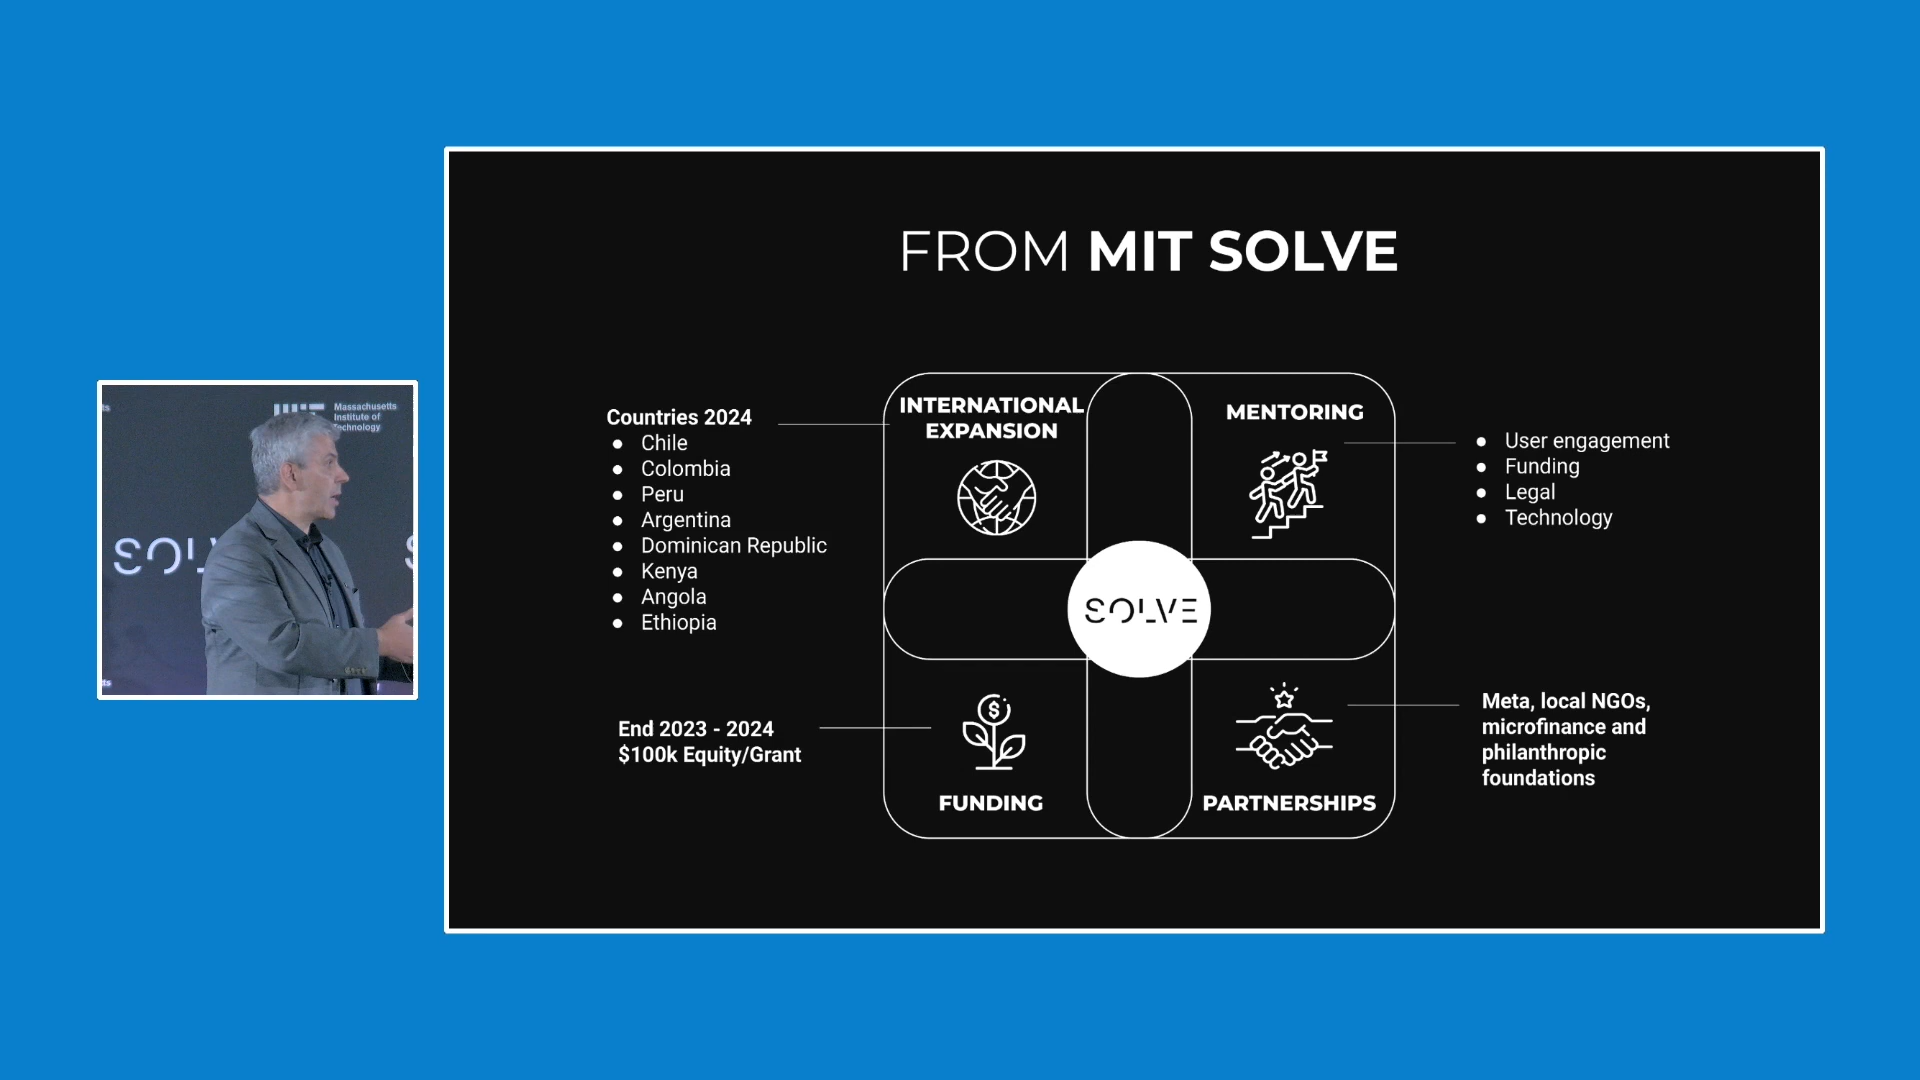 FROM MIT SOLVE
Countries 2024
Chile
Colombia
Peru
Argentina
Dominican Republic
Kenya
Angola
Ethiopia
INTERNATIONAL
EXPANSION
MENTORING
User engagement
Funding
Legal
Technology
SOLVE
End 2023 - 2024
$100k Equity/Grant
$
FUNDING
PARTNERSHIPS
Meta, local NGOs,
microfinance and
philanthropic
foundations
Massachusetts
Institute of
Technology